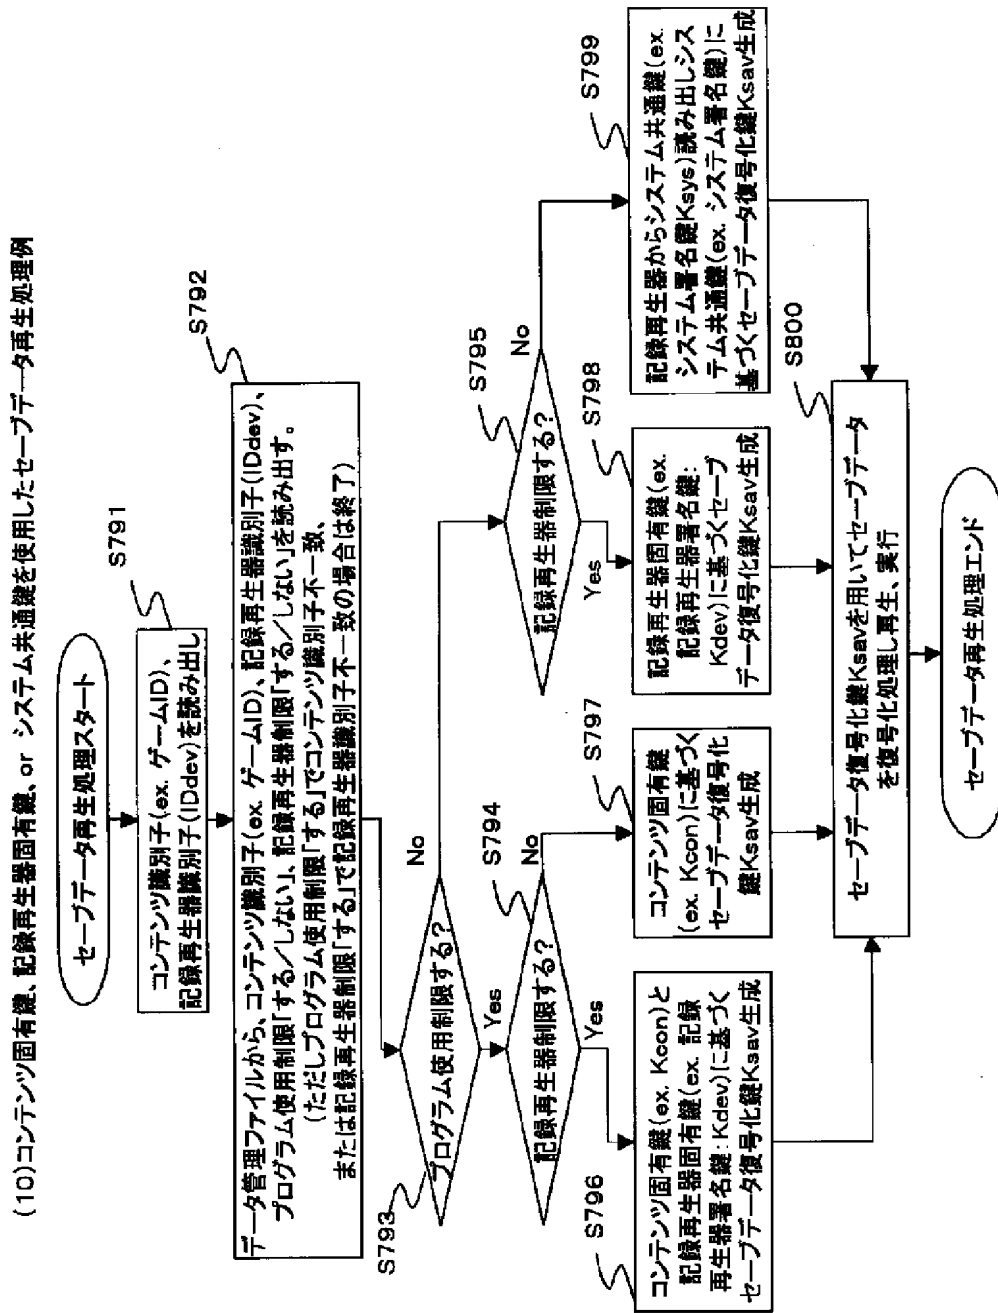 (10)コンテンツ固有鍵、記録再生器固有鍵、or システム共通鍵を使用したセーブデータ再生処理例
セーブデータ再生処理スタート
S791
コンテンツ識別子(ex. ゲームID)、
記録再生器識別子(IDdev)を読み出し
S792
データ管理ファイルから、コンテンツ識別子(ex. ゲームID)、記録再生器識別子(IDdev)、
プログラム使用制限「する/しない」、記録再生器制限「する/しない」を読み出す。
(ただしプログラム使用制限「する」でコンテンツ識別子不一致、
または記録再生器制限「する」で記録再生器識別子不一致の場合は終了)
S793
プログラム使用制限する?
No
Yes
S794
記録再生器制限する?
No
Yes
S795
記録再生器制限する?
No
Yes
S796
コンテンツ固有鍵(ex. Kcon)と
記録再生器固有鍵(ex. 記録
再生器署名鍵:Kdev)に基づく
セーブデータ復号化鍵Ksav生成
S797
コンテンツ固有鍵
(ex. Kcon)に基づく
セーブデータ復号化
鍵Ksav生成
S798
記録再生器固有鍵(ex.
記録再生器署名鍵:
Kdev)に基づくセーブ
データ復号化鍵Ksav生成
S799
記録再生器からシステム共通鍵(ex.
システム署名鍵Ksys)読み出しシス
テム共通鍵(ex. システム署名鍵)に
基づくセーブデータ復号化鍵Ksav生成
S800
セーブデータ復号化鍵Ksavを用いてセーブデータ
を復号化処理し再生、実行
セーブデータ再生処理エンド